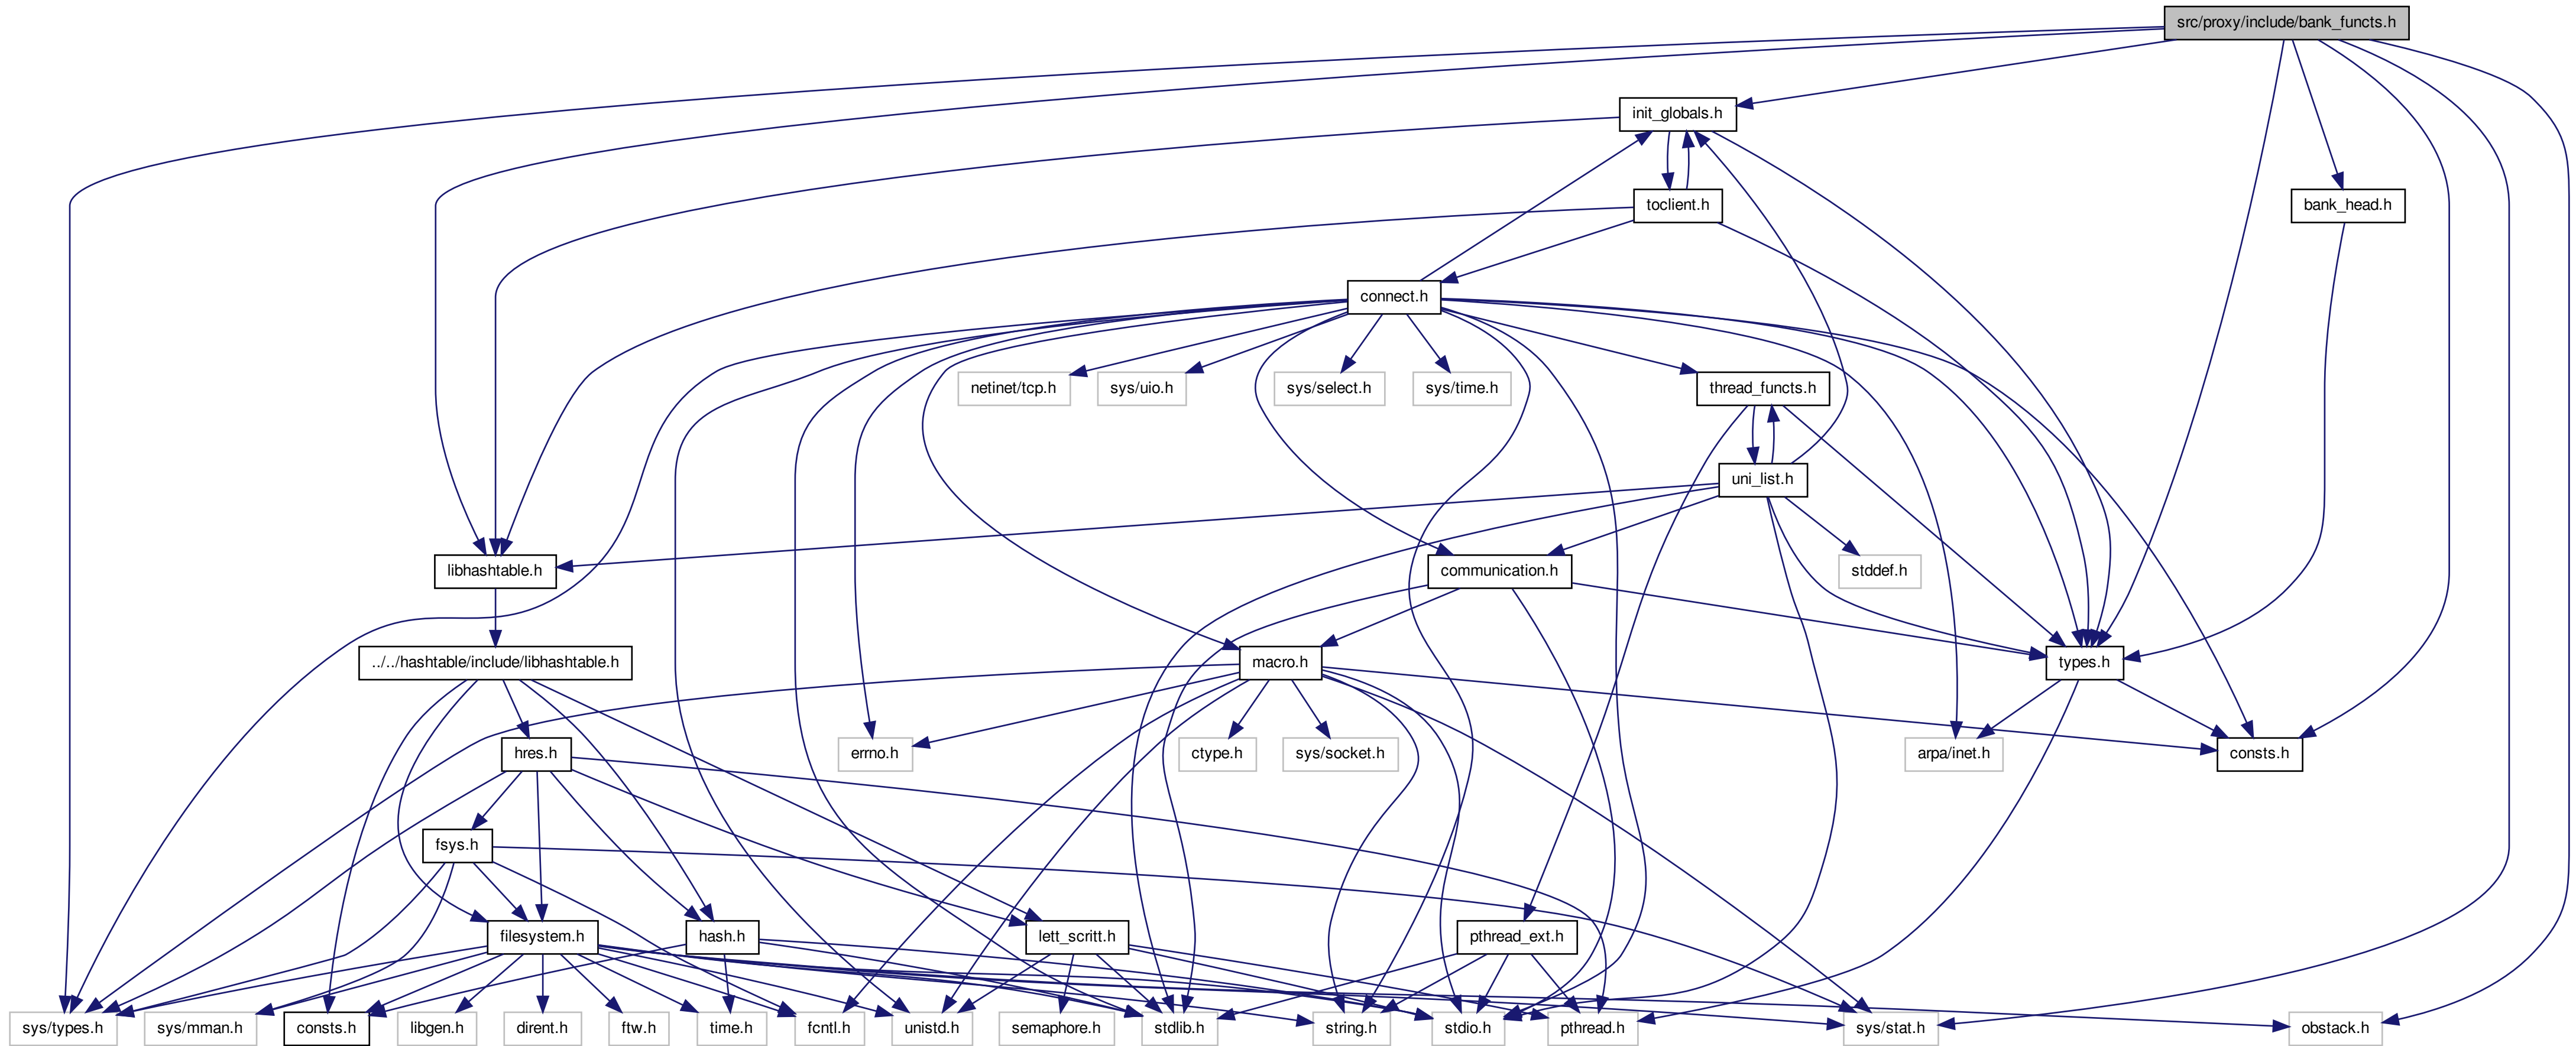 src/proxy/include/bank_functs.h
init_globals.h
toclient.h
bank_head.h
connect.h
netinet/tcp.h
sys/uio.h
sys/select.h
sys/time.h
thread_functs.h
uni_list.h
libhashtable.h
communication.h
stddef.h
../../hashtable/include/libhashtable.h
macro.h
types.h
hres.h
errno.h
ctype.h
sys/socket.h
arpa/inet.h
consts.h
fsys.h
filesystem.h
hash.h
lett_scritt.h
pthread_ext.h
sys/types.h
sys/mman.h
consts.h
libgen.h
dirent.h
ftw.h
time.h
fcntl.h
unistd.h
semaphore.h
stdlib.h
string.h
stdio.h
pthread.h
sys/stat.h
obstack.h